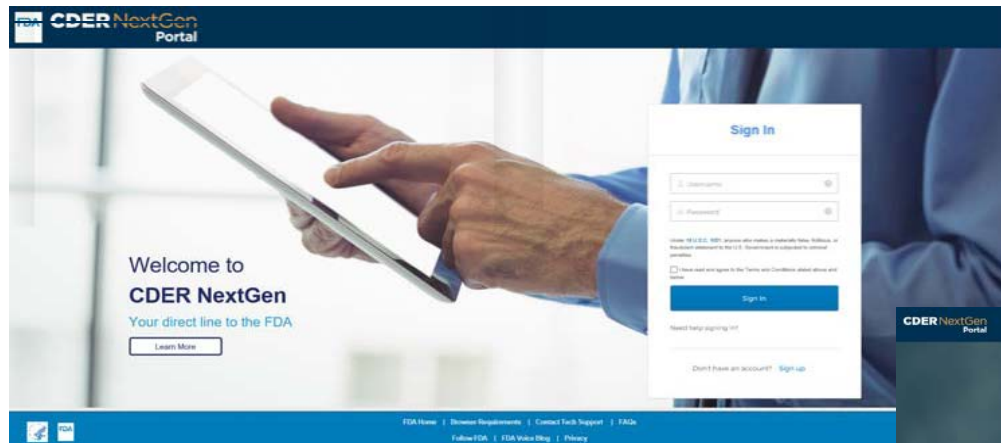 FDA CDER NextGen
Portal
Welcome to
CDER NextGen
Your direct line to the FDA
Learn More
Sign In
Username
Password
Under 18 U.S.C. 1001, anyone who makes a materially false, fictitious, or
fraudulent statement to the U.S. Government is subjected to criminal
penalties.
I have read and agree to the Terms and Conditions stated above and
below
Sign In
Need help signing in?
Don't have an account? Sign up
CDER NextGen
Portal
FDA
FDA Home | Browser Requirements | Contact Tech Support | FAQs
Follow FDA | FDA Voice Blog | Privacy